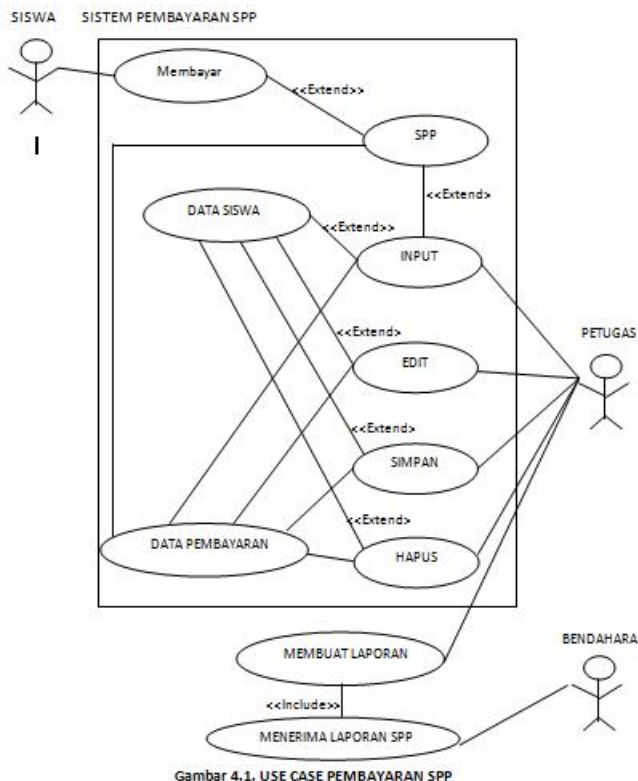 SISWA SISTEM PEMBAYARAN SPP
Membayar
<<Extend>>
SPP
<<Extend>
DATA SISWA
<<Extend>>
INPUT
<<Extend>
EDIT
PETUGAS
<<Extend>
SIMPAN
<<Extend>
DATA PEMBAYARAN
HAPUS
MEMBUAT LAPORAN
BENDAHARA
<<Include>>
MENERIMA LAPORAN SPP
Gambar 4.1. USE CASE PEMBAYARAN SPP